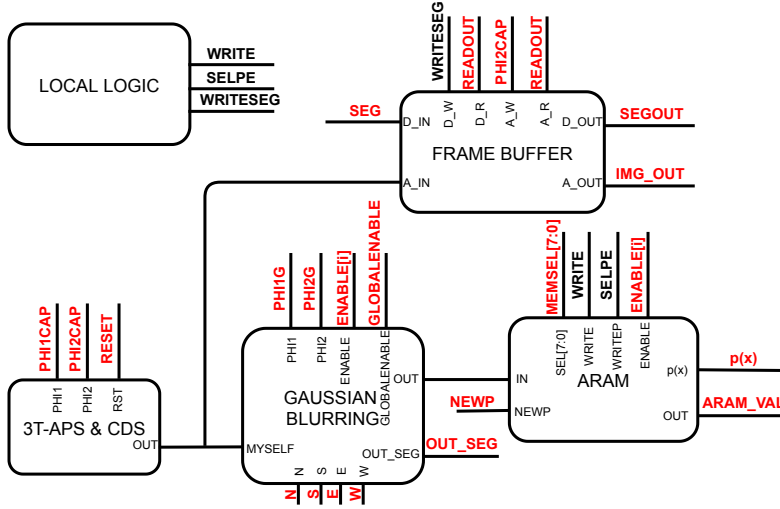 LOCAL LOGIC
WRITE
SELPE
WRITESEG
WRITESEG
READOUT
PHI2CAP
READOUT
SEG
D_IN
D_W
D_R
A_W
A_R
D_OUT
SEGOUT
FRAME BUFFER
A_IN
A_OUT
IMG_OUT
PHI1CAP
PHI2CAP
RESET
PHI1
PHI2
RST
3T-APS & CDS
OUT
PHI1G
PHI2G
ENABLE[i]
GLOBALENABLE
PHI1
PHI2
ENABLE
GLOBALENABLE
GAUSSIAN
BLURRING
OUT
MYSELF
OUT_SEG
OUT_SEG
N
S
E
W
N
S
E
W
MEMSEL[7:0]
WRITE
SELPE
ENABLE[i]
SEL[7:0]
WRITE
WRITEP
ENABLE
IN
ARAM
p(x)
p(x)
NEWP
NEWP
OUT
ARAM_VAL